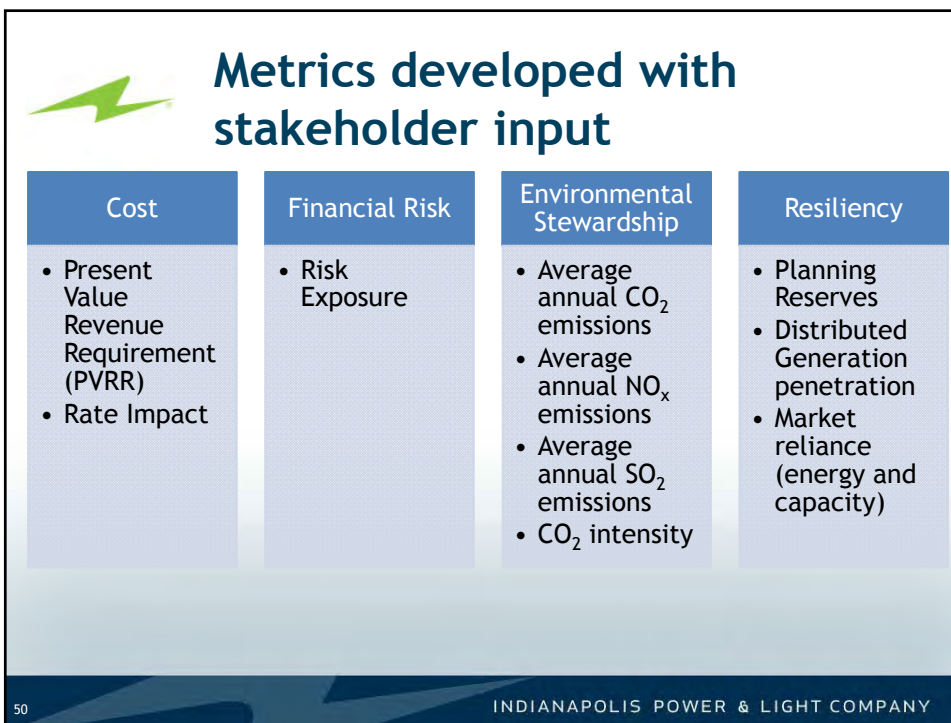 Metrics developed with
stakeholder input
Cost
• Present
Value
Revenue
Requirement
(PVRR)
• Rate Impact
Financial Risk
• Risk
Exposure
Environmental
Stewardship
• Average
annual CO₂
emissions
• Average
annual NOₓ
emissions
• Average
annual SO₂
emissions
• CO₂ intensity
Resiliency
• Planning
Reserves
• Distributed
Generation
penetration
• Market
reliance
(energy and
capacity)
50
INDIANAPOLIS POWER & LIGHT COMPANY